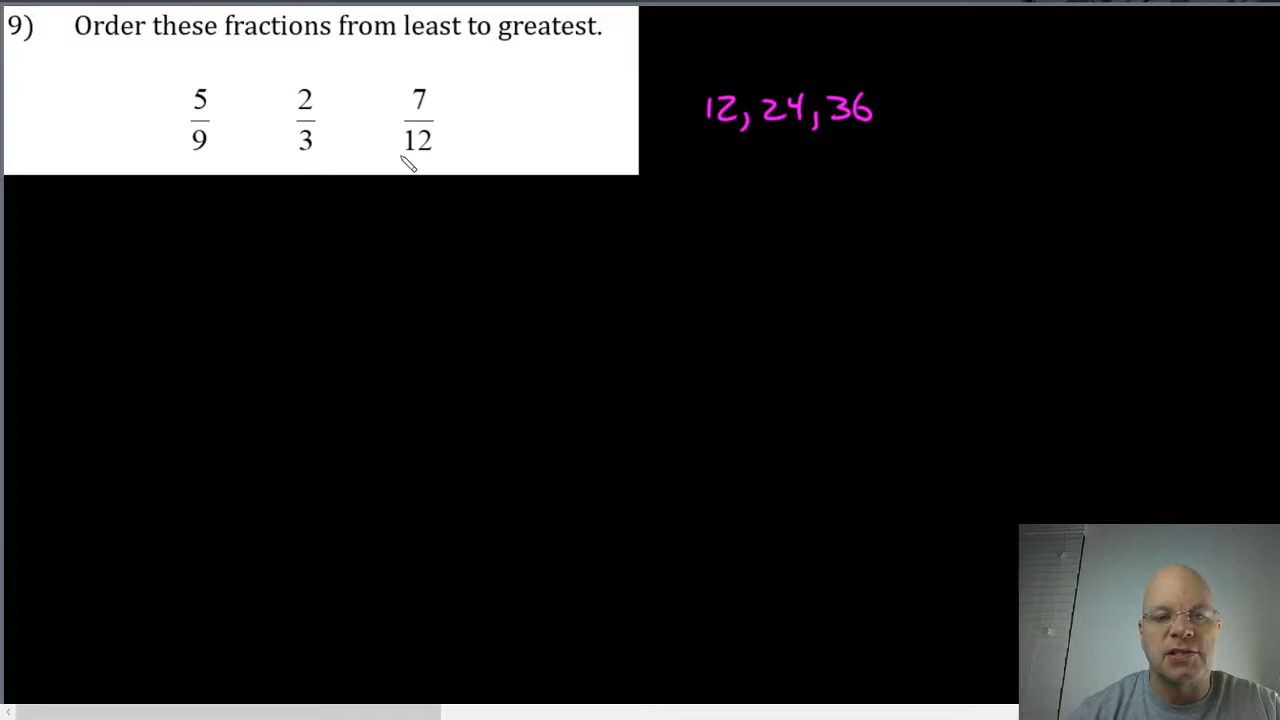 9) Order these fractions from least to greatest.
5/9 2/3 7/12
12, 24, 36